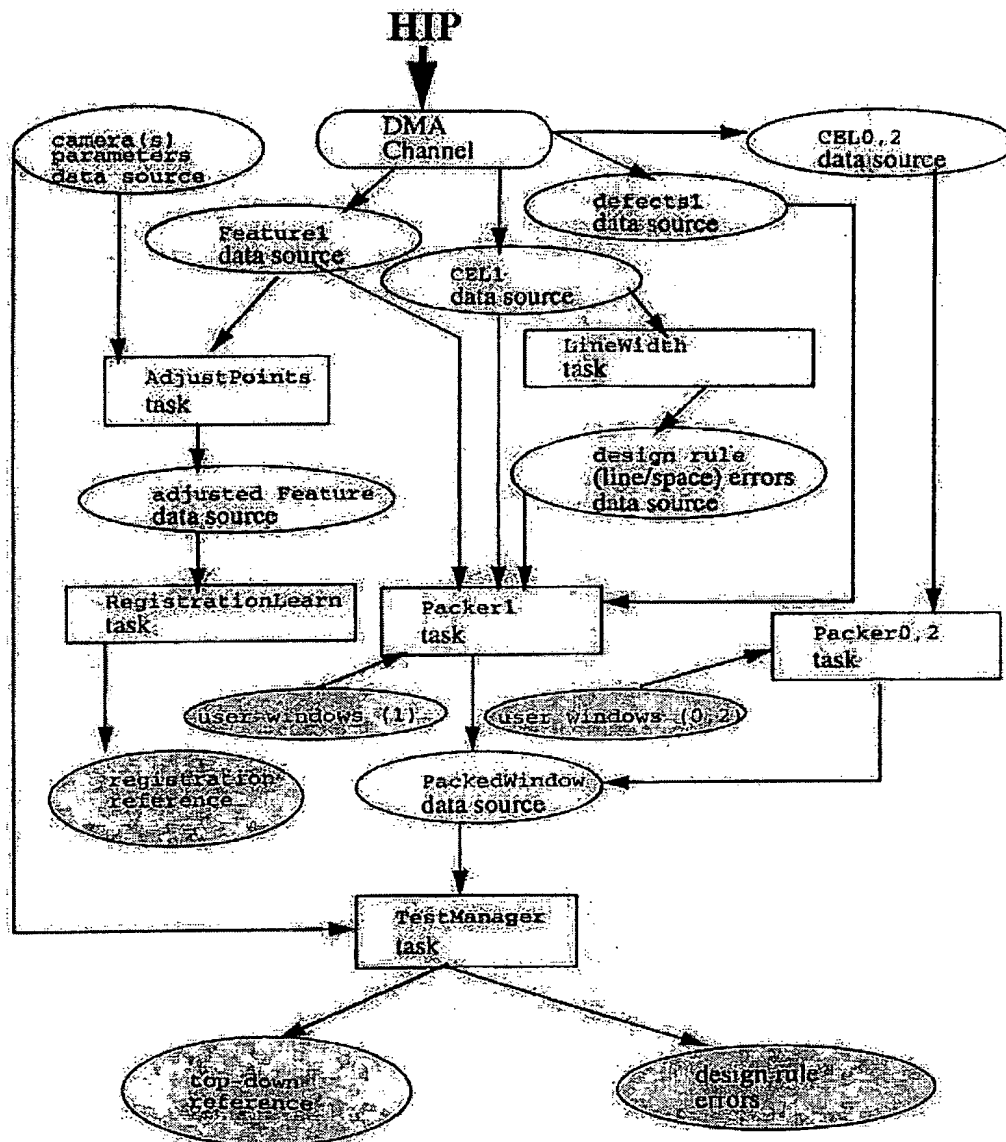 HIP
DMA
Channel
camera(s)
parameters
data source
CEL0,2
data source
defects1
data source
Feature1
data source
CEL1
data source
LineWidth
task
AdjustPoints
task
design rule
(line/space) errors
data source
adjusted Feature
data source
RegistrationLearn
task
Packer1
task
Packer0,2
task
user windows (1)
user windows (0,2)
registration
reference
PackedWindow
data source
TestManager
task
top-down
reference
design rule
errors